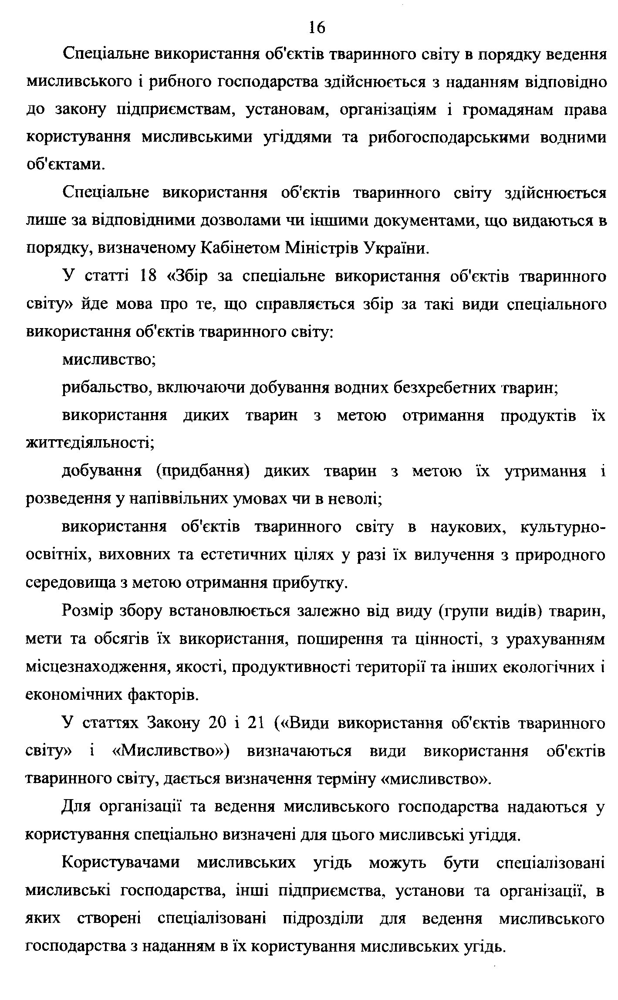 16
Спеціальне використання об'єктів тваринного світу в порядку ведення
мисливського і рибного господарства здійснюється з наданням відповідно
до закону підприємствам, установам, організаціям і громадянам права
користування мисливськими угіддями та рибогосподарськими водними
об'єктами.
Спеціальне використання об'єктів тваринного світу здійснюється
лише за відповідними дозволами чи іншими документами, що видаються в
порядку, визначеному Кабінетом Міністрів України.
У статті 18 «Збір за спеціальне використання об'єктів тваринного
світу» йде мова про те, що справляється збір за такі види спеціального
використання об'єктів тваринного світу:
мисливство;
рибальство, включаючи добування водних безхребетних тварин;
використання диких тварин з метою отримання продуктів їх
життєдіяльності;
добування (придбання) диких тварин з метою їх утримання і
розведення у напіввільних умовах чи в неволі;
використання об'єктів тваринного світу в наукових, культурно-
освітніх, виховних та естетичних цілях у разі їх вилучення з природного
середовища з метою отримання прибутку.
Розмір збору встановлюється залежно від виду (групи видів) тварин,
мети та обсягів їх використання, поширення та цінності, з урахуванням
місцезнаходження, якості, продуктивності території та інших екологічних і
економічних факторів.
У статтях Закону 20 і 21 («Види використання об'єктів тваринного
світу» і «Мисливство») визначаються види використання об'єктів
тваринного світу, дається визначення терміну «мисливство».
Для організації та ведення мисливського господарства надаються у
користування спеціально визначені для цього мисливські угіддя.
Користувачами мисливських угідь можуть бути спеціалізовані
мисливські господарства, інші підприємства, установи та організації, в
яких створені спеціалізовані підрозділи для ведення мисливського
господарства з наданням в їх користування мисливських угідь.